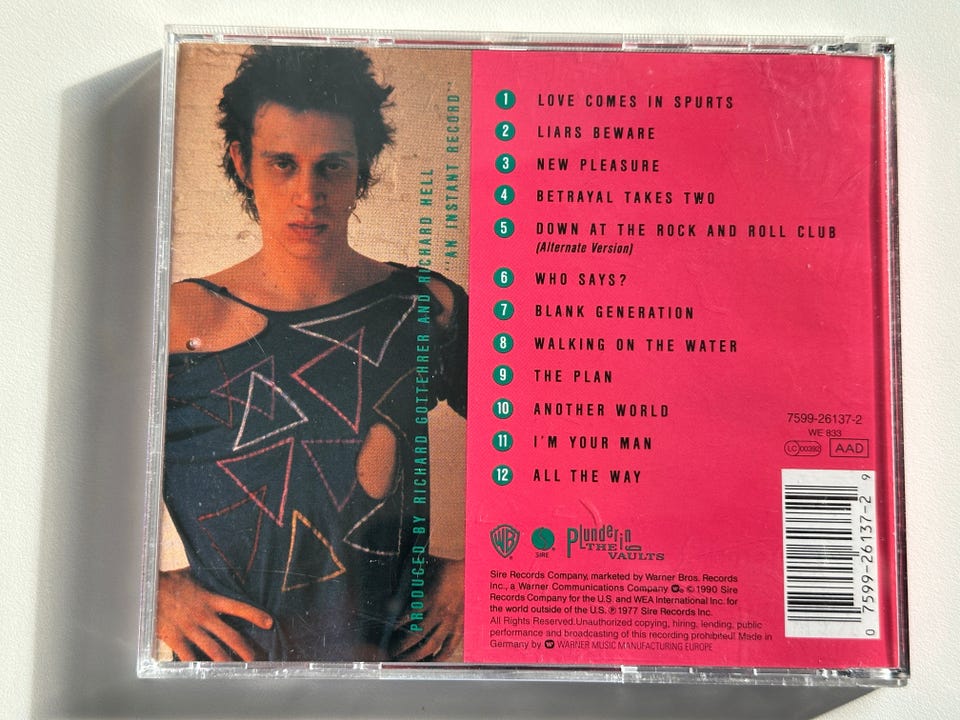 PRODUCED BY RICHARD GOTTEHRER AND RICHARD HELL
"AN INSTANT RECORD"
1 LOVE COMES IN SPURTS
2 LIARS BEWARE
3 NEW PLEASURE
4 BETRAYAL TAKES TWO
5 DOWN AT THE ROCK AND ROLL CLUB
(Alternate Version)
6 WHO SAYS?
7 BLANK GENERATION
8 WALKING ON THE WATER
9 THE PLAN
10 ANOTHER WORLD
11 I'M YOUR MAN
12 ALL THE WAY
7599-26137-2
WE 833
LC 00392 AAD
0 7599-26137-2 9
WB
SIRE
Plunderin
THE
VAULTS
Sire Records Company, marketed by Warner Bros. Records
Inc., a Warner Communications Company ©1990 Sire
Records Company for the U.S. and WEA International Inc. for
the world outside of the U.S. ℗ 1977 Sire Records Inc.
All Rights Reserved.Unauthorized copying, hiring, lending, public
performance and broadcasting of this recording prohibited! Made in
Germany by WARNER MUSIC MANUFACTURING EUROPE